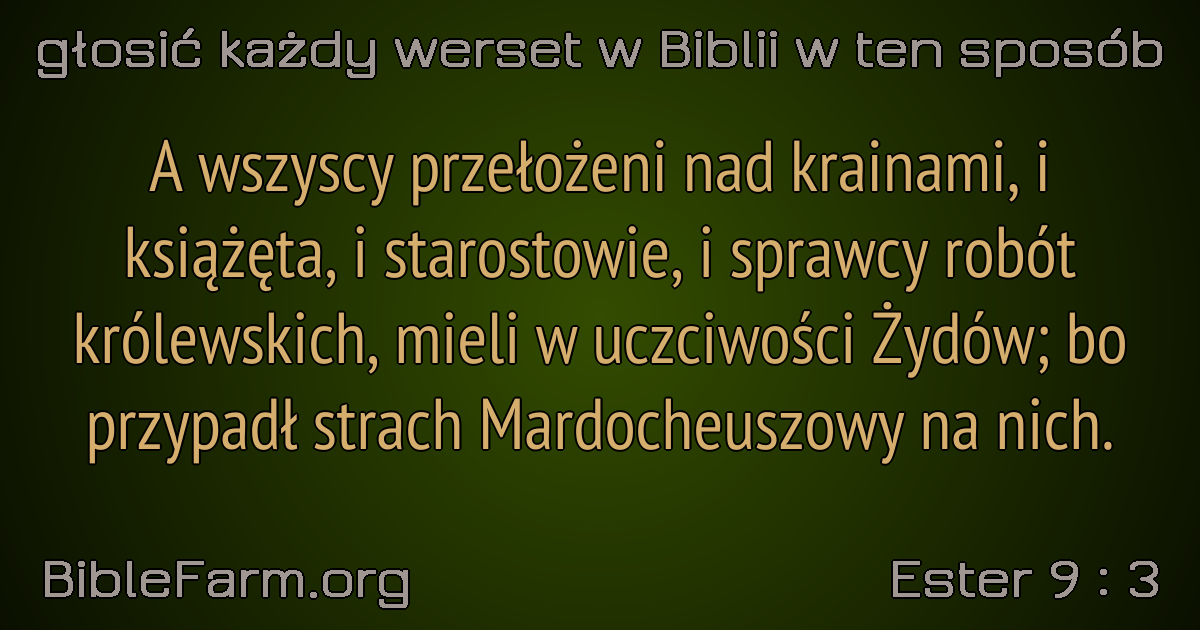 głosić każdy werset w Biblii w ten sposób
A wszyscy przełożeni nad krainami, i
książęta, i starostowie, i sprawcy robót
królewskich, mieli w uczciwości Żydów; bo
przypadł strach Mardocheuszowy na nich.
BibleFarm.org
Ester 9 : 3